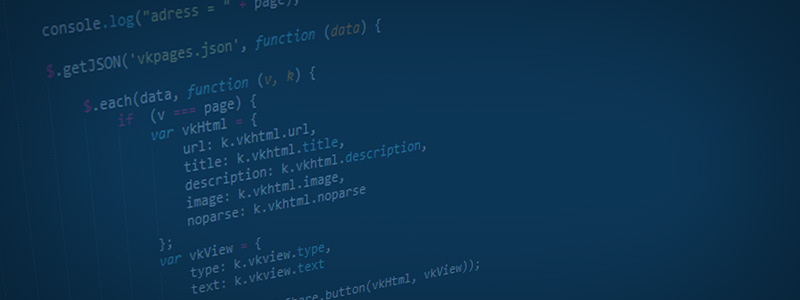 console.log("adress = " + page);
$.getJSON('vkpages.json', function (data) {
$.each(data, function (v, k) {
if (v === page) {
var vkHtml = {
url: k.vkhtml.url,
title: k.vkhtml.title,
description: k.vkhtml.description,
image: k.vkhtml.image,
noparse: k.vkhtml.noparse
};
var vkView = {
type: k.vkview.type,
text: k.vkview.text
.button(vkHtml, vkView));